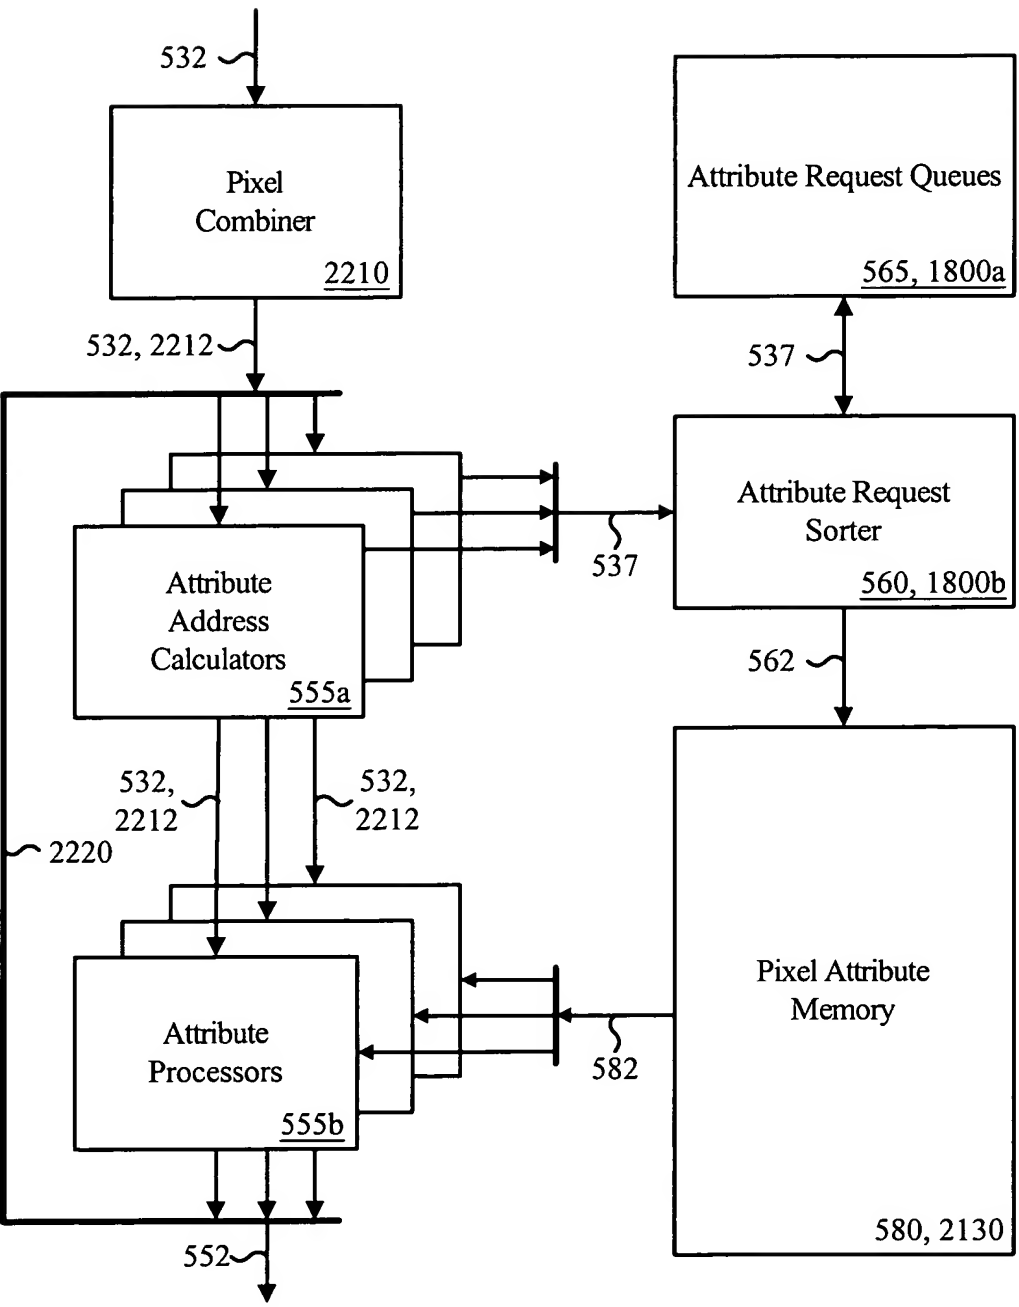 532
Pixel
Combiner
2210
532, 2212
Attribute Request Queues
565, 1800a
537
Attribute Request
Sorter
560, 1800b
537
562
Attribute
Address
Calculators
555a
532,
2212
532,
2212
2220
Attribute
Processors
555b
582
Pixel Attribute
Memory
580, 2130
552